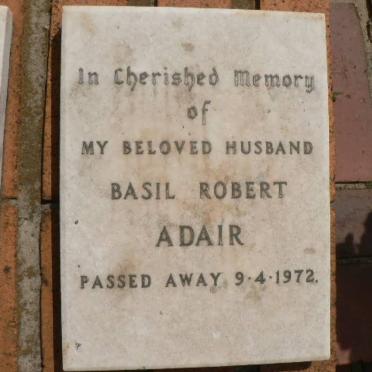 In Cherished Memory
of
MY BELOVED HUSBAND
BASIL ROBERT
ADAIR
PASSED AWAY 9·4·1972.